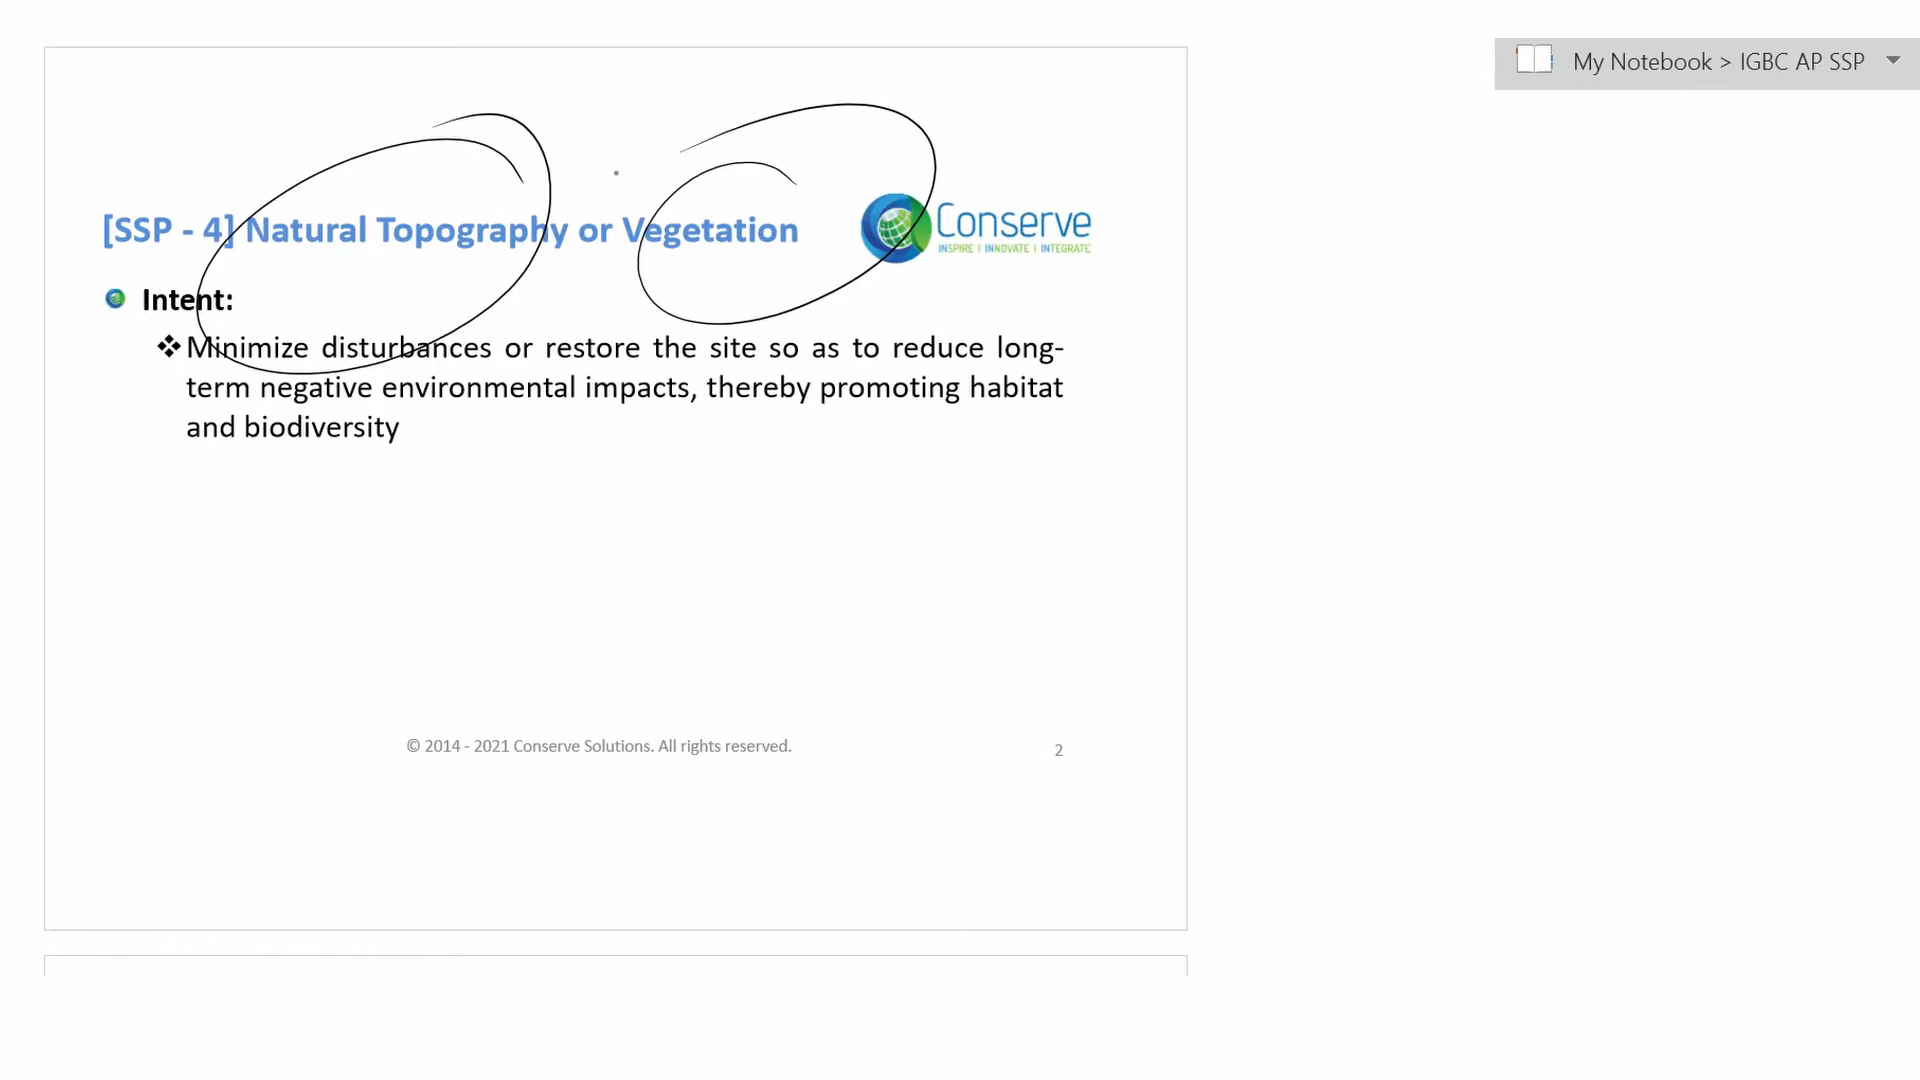 My Notebook > IGBC AP SSP
[SSP - 4] Natural Topography or Vegetation
Conserve
INSPIRE I INNOVATE I INTEGRATE
Intent:
Minimize disturbances or restore the site so as to reduce long-
term negative environmental impacts, thereby promoting habitat
and biodiversity
© 2014 - 2021 Conserve Solutions. All rights reserved.
2